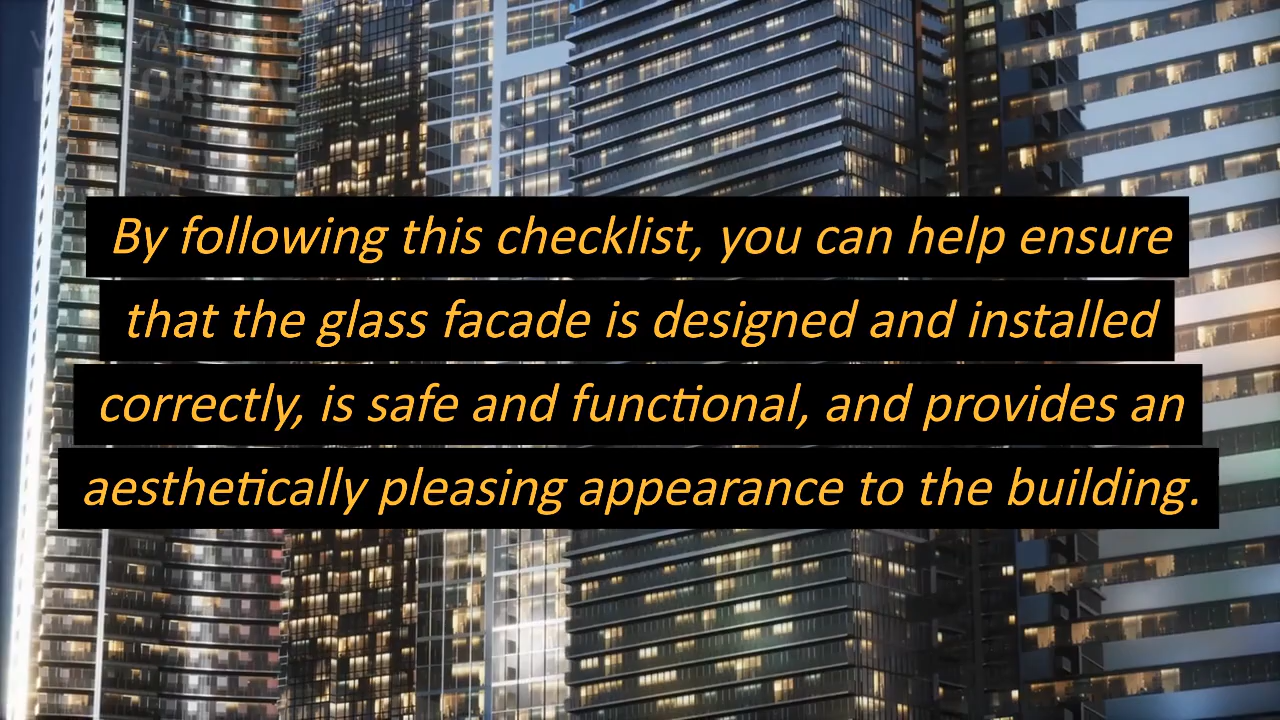 By following this checklist, you can help ensure
that the glass facade is designed and installed
correctly, is safe and functional, and provides an
aesthetically pleasing appearance to the building.